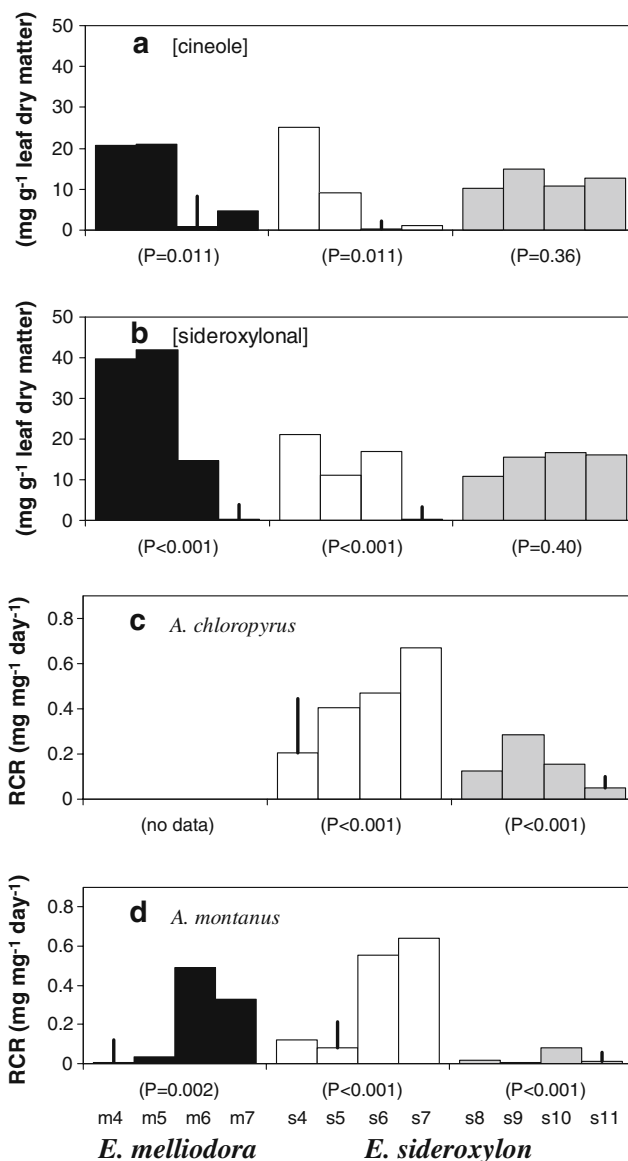 a [cineole]
(mg g-1 leaf dry matter)
50
40
30
20
10
0
(P=0.011) (P=0.011) (P=0.36)
b [sideroxylonal]
(mg g-1 leaf dry matter)
50
40
30
20
10
0
(P<0.001) (P<0.001) (P=0.40)
c A. chloropyrus
RCR (mg mg-1 day-1)
0.8
0.6
0.4
0.2
0
(no data) (P<0.001) (P<0.001)
d A. montanus
RCR (mg mg-1 day-1)
0.8
0.6
0.4
0.2
0
(P=0.002) (P<0.001) (P<0.001)
m4 m5 m6 m7 s4 s5 s6 s7 s8 s9 s10 s11
E. melliodora E. sideroxylon